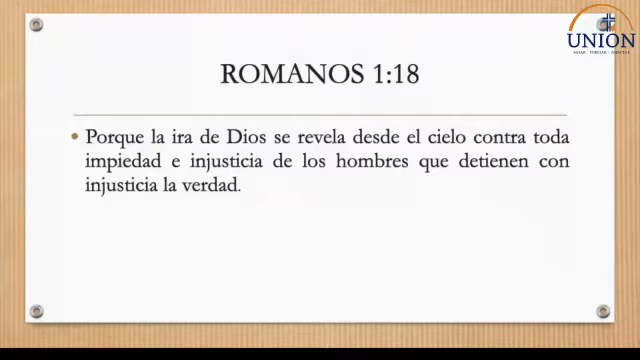 UNION
ROMANOS 1:18
• Porque la ira de Dios se revela desde el cielo contra toda
impiedad e injusticia de los hombres que detienen con
injusticia la verdad.